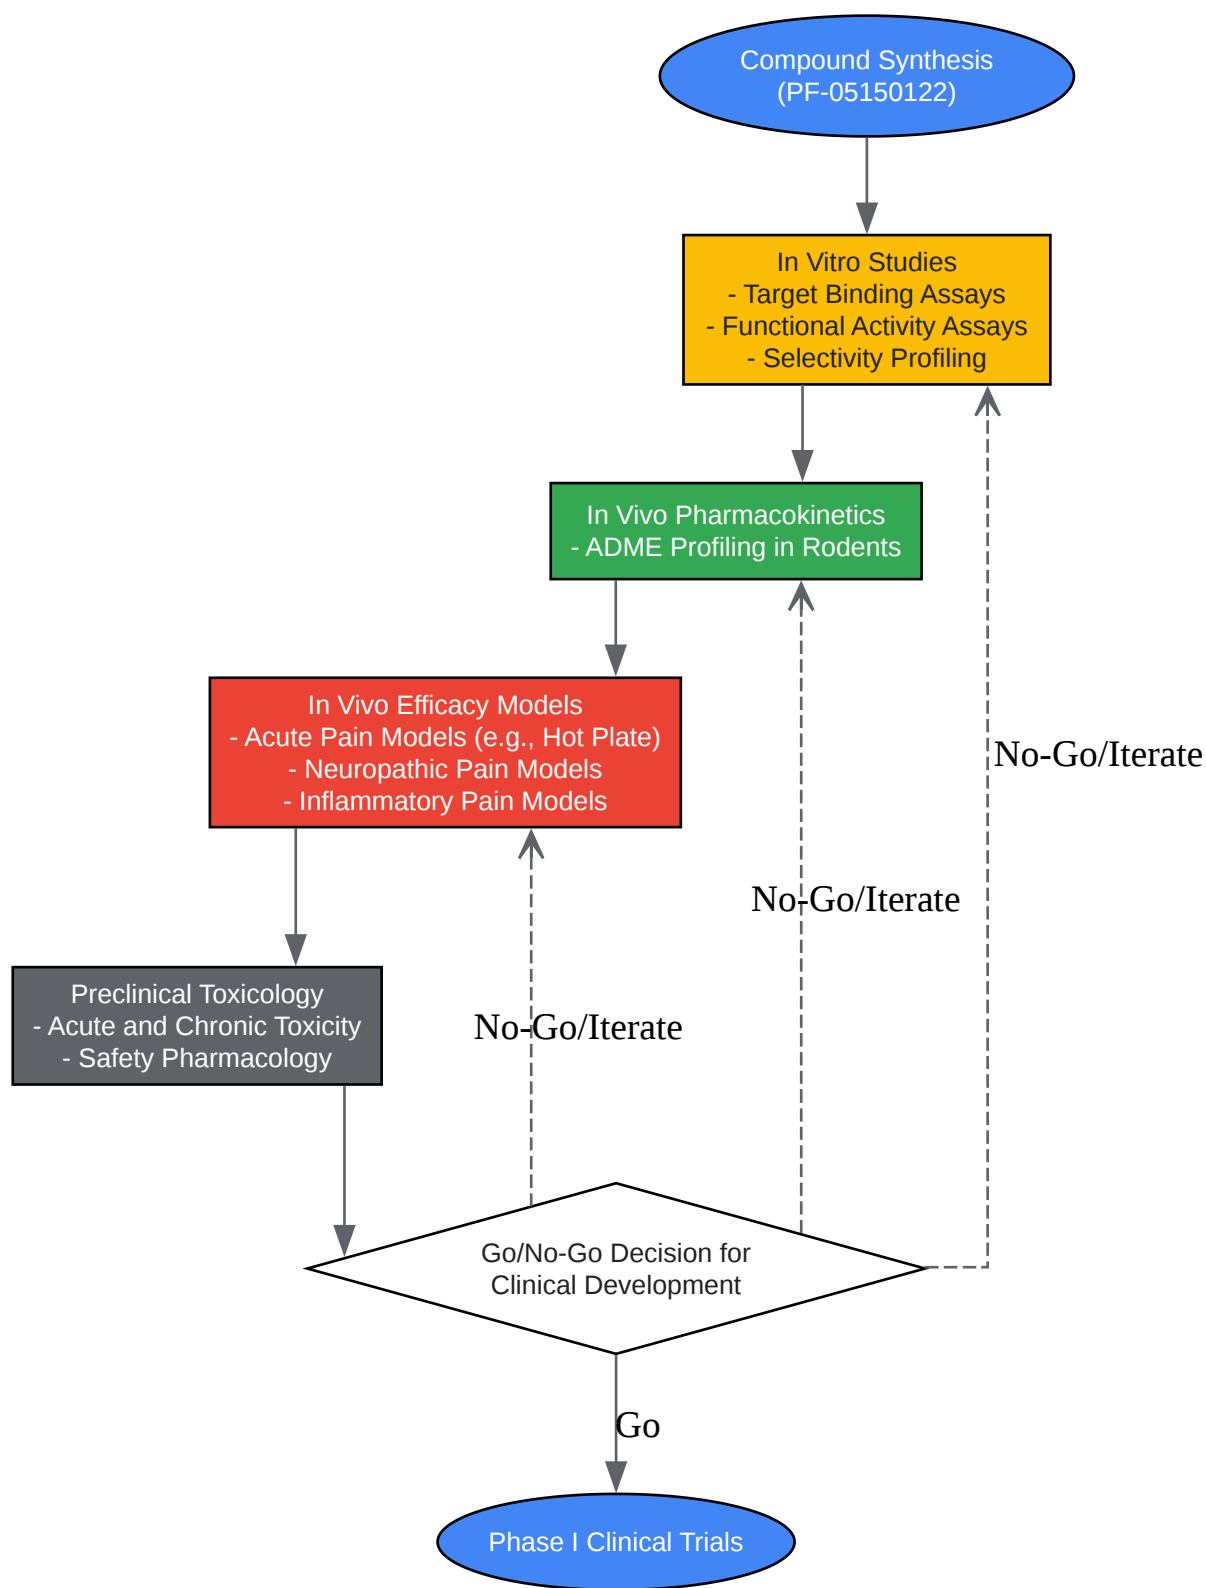 Compound Synthesis
(PF-05150122)
In Vitro Studies
- Target Binding Assays
- Functional Activity Assays
- Selectivity Profiling
In Vivo Pharmacokinetics
- ADME Profiling in Rodents
In Vivo Efficacy Models
- Acute Pain Models (e.g., Hot Plate)
- Neuropathic Pain Models
- Inflammatory Pain Models
No-Go/Iterate
No-Go/Iterate
Preclinical Toxicology
- Acute and Chronic Toxicity
- Safety Pharmacology
No-Go/Iterate
Go/No-Go Decision for
Clinical Development
Go
Phase I Clinical Trials